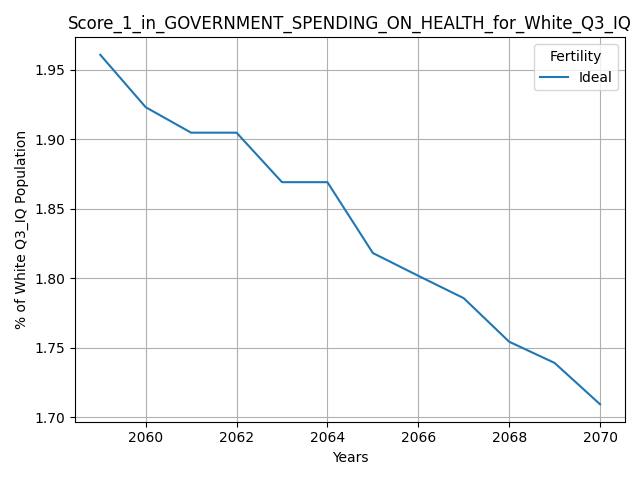 Score_1_in_GOVERNMENT_SPENDING_ON_HEALTH_for_White_Q3_IQ
Fertility
Ideal
% of White Q3_IQ Population
1.95
1.90
1.85
1.80
1.75
1.70
2060 2062 2064 2066 2068 2070
Years